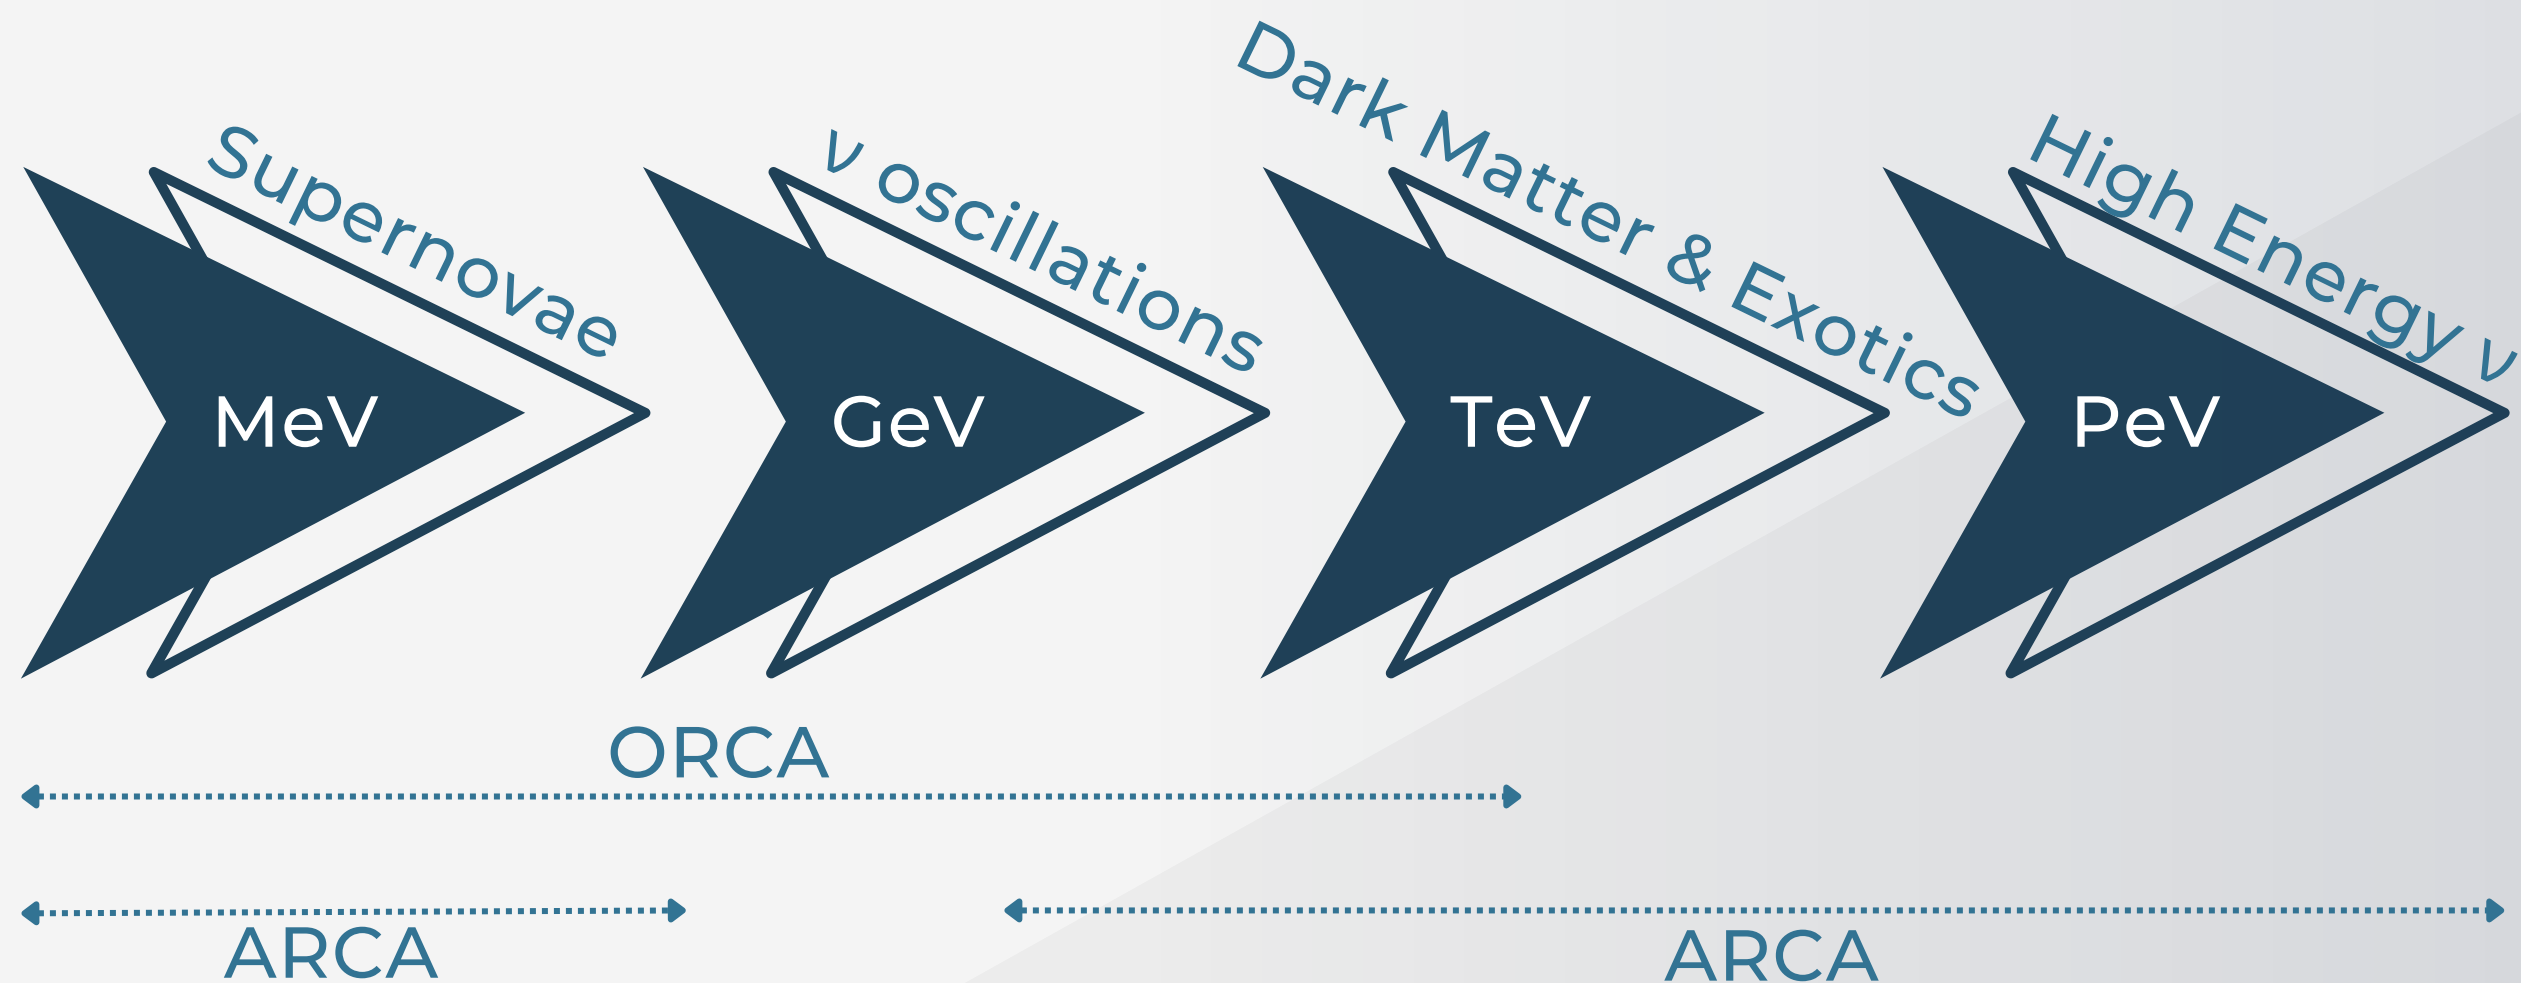 Supernovae
ν oscillations
Dark Matter & Exotics
High Energy ν
MeV
GeV
TeV
PeV
ORCA
ARCA
ARCA